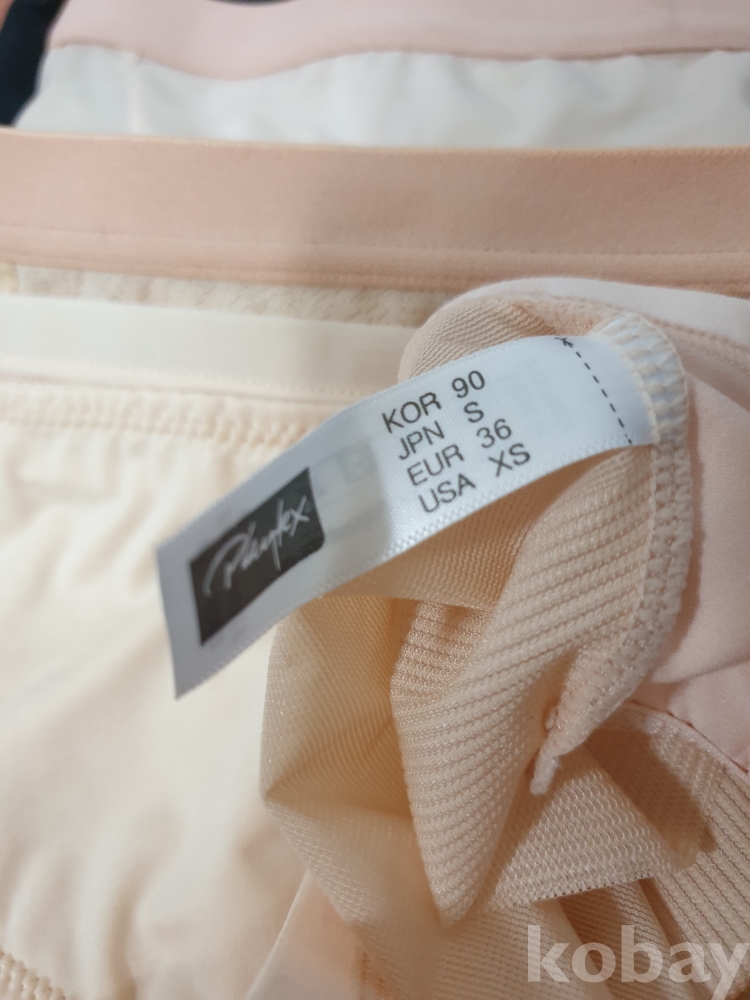 KOR 90
JPN S
EUR 36
USA XS
Playtex
kobay